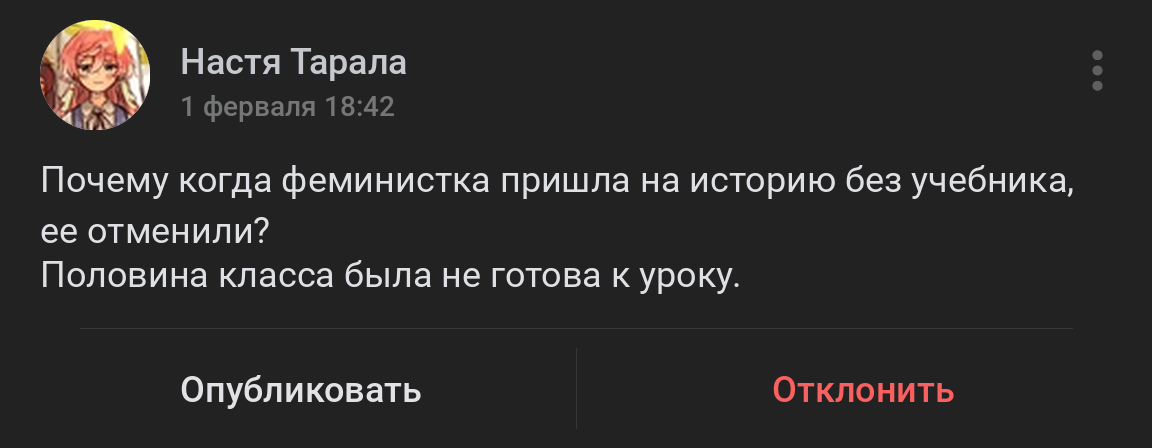 Настя Тарала
1 ферваля 18:42
Почему когда феминистка пришла на историю без учебника,
ее отменили?
Половина класса была не готова к уроку.
Опубликовать
Отклонить